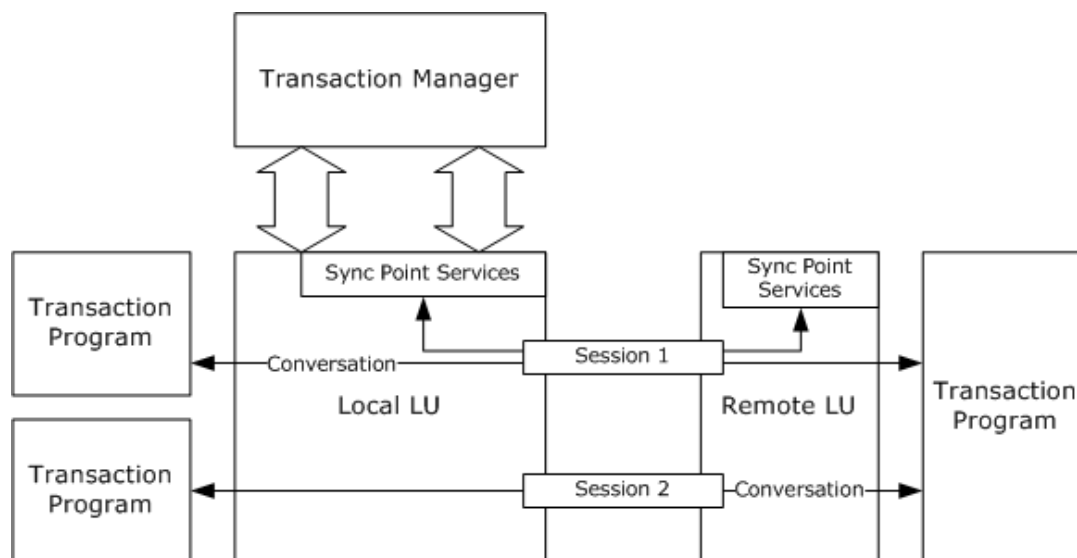 Transaction Manager
Sync Point Services
Sync Point
Services
Transaction
Program
Session 1
Conversation
Local LU
Remote LU
Transaction
Program
Transaction
Program
Session 2
Conversation